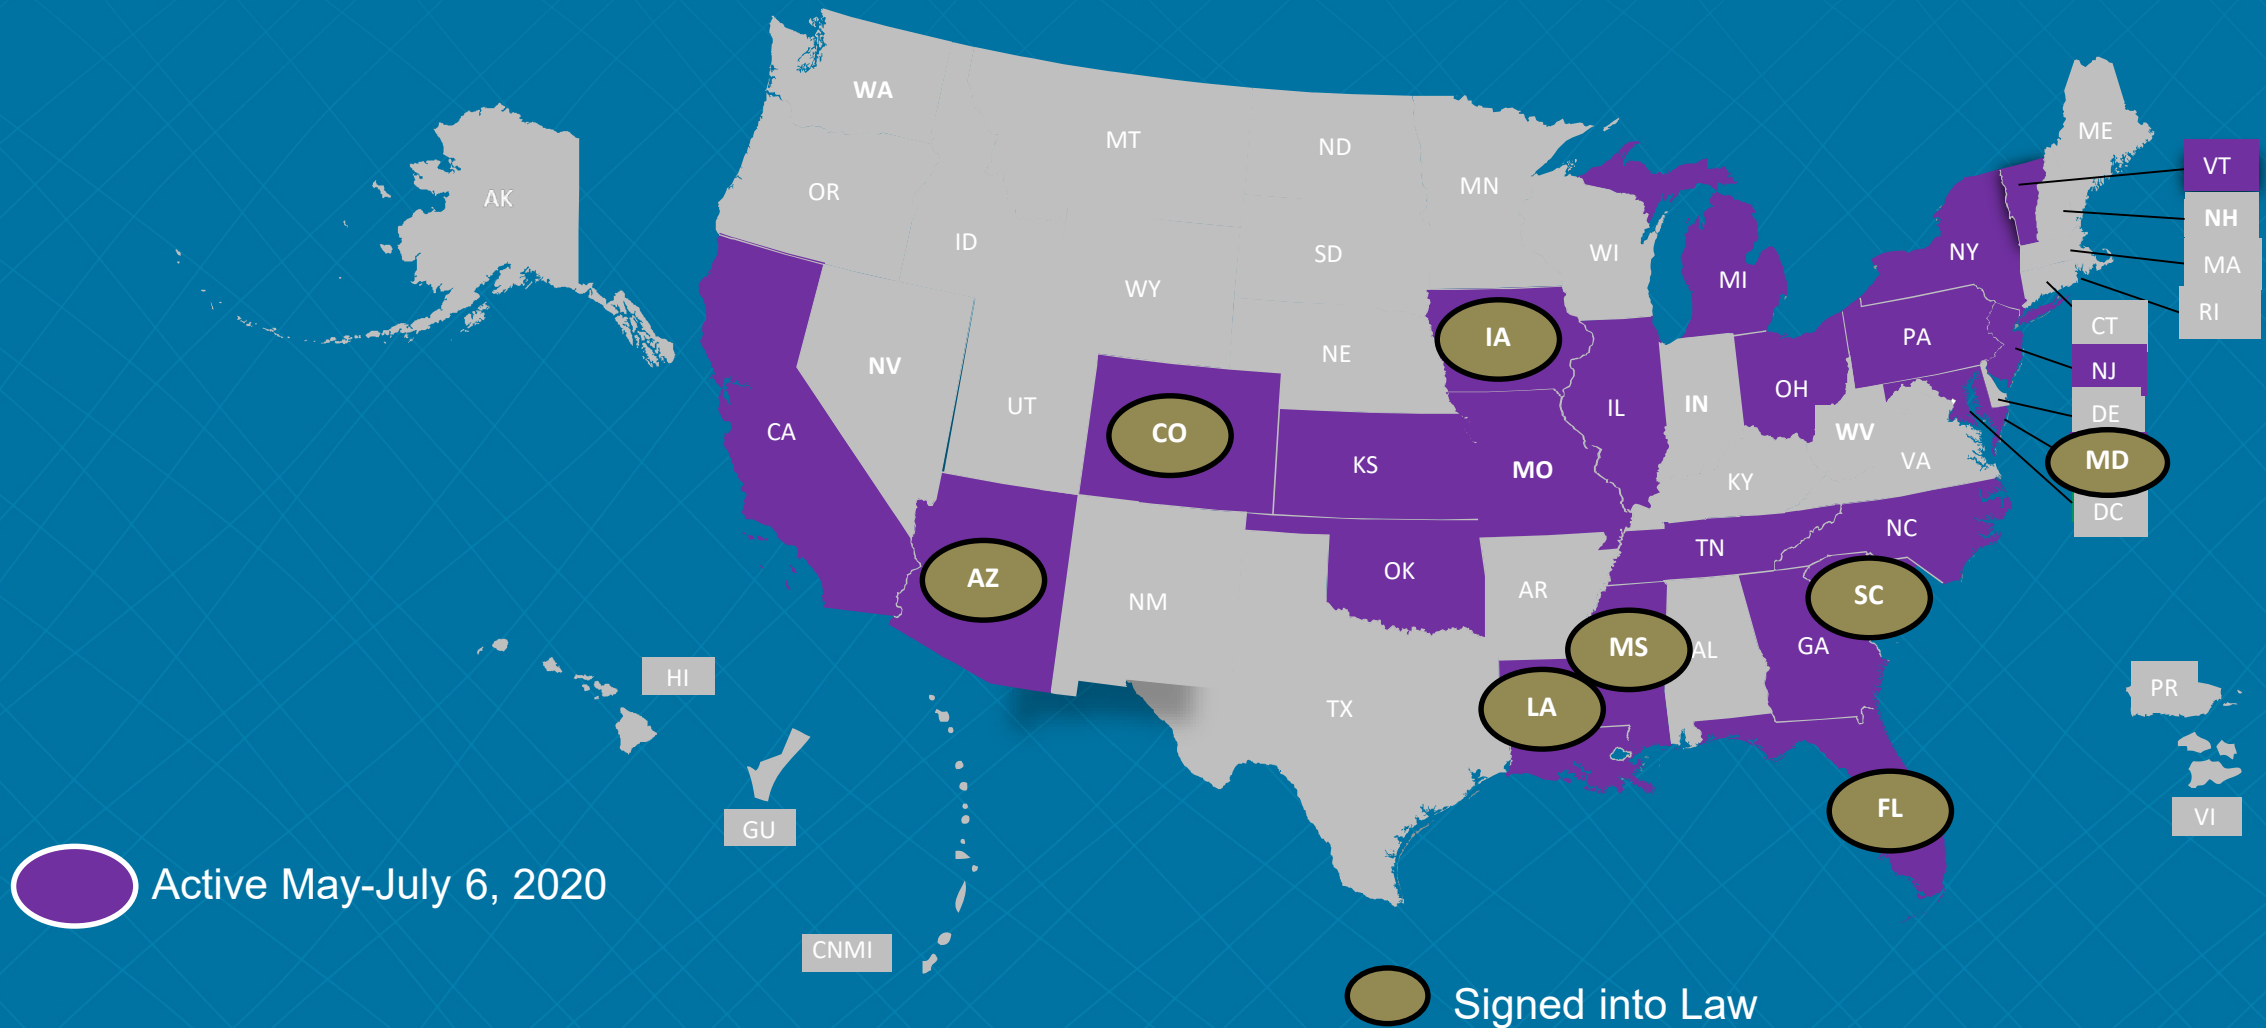 WA
MT
ND
ME
AK
OR
MN
VT
NH
ID
SD
WI
NY
MA
WY
MI
RI
CT
IA
PA
NE
NV
NJ
OH
UT
IL
IN
DE
CA
CO
WV
MD
KS
MO
VA
KY
DC
NC
TN
AZ
OK
NM
AR
SC
MS
AL
GA
HI
PR
LA
TX
FL
VI
GU
Active May-July 6, 2020
CNMI
Signed into Law